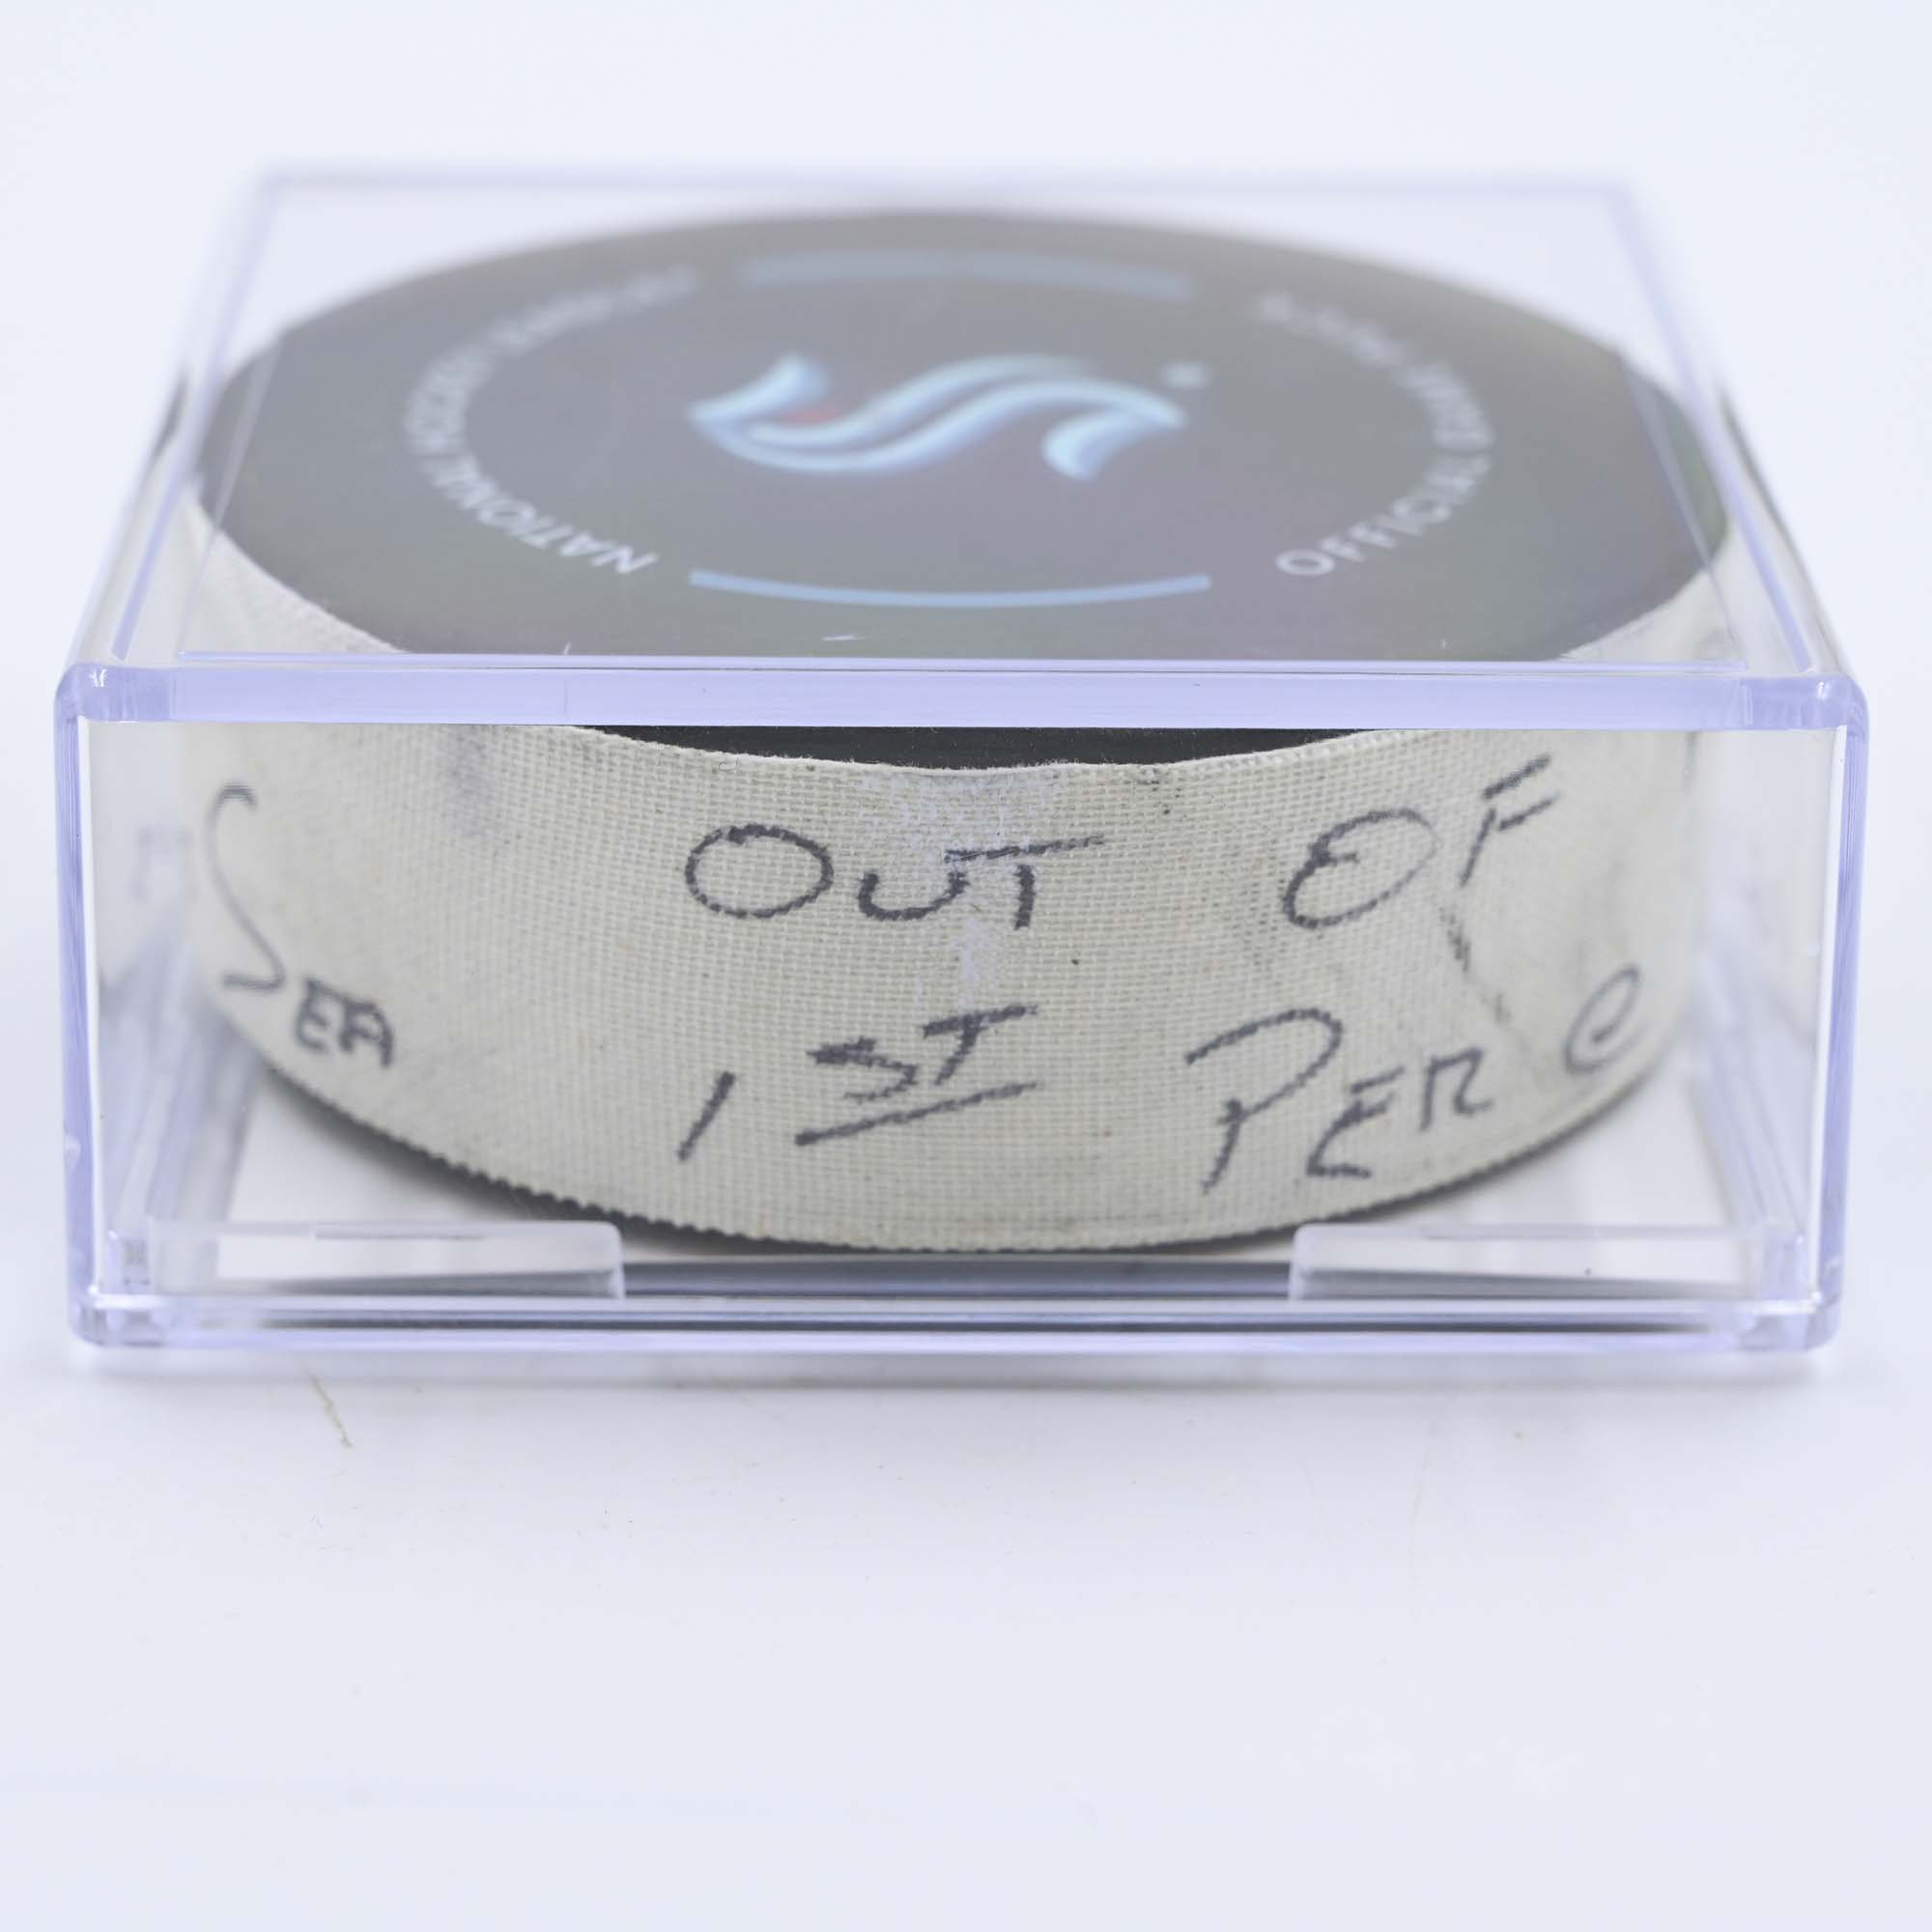 NATIONAL HOCKEY LEAGUE
OFFICIAL GAME PUCK
OUT OF
SEA 1ST PER @